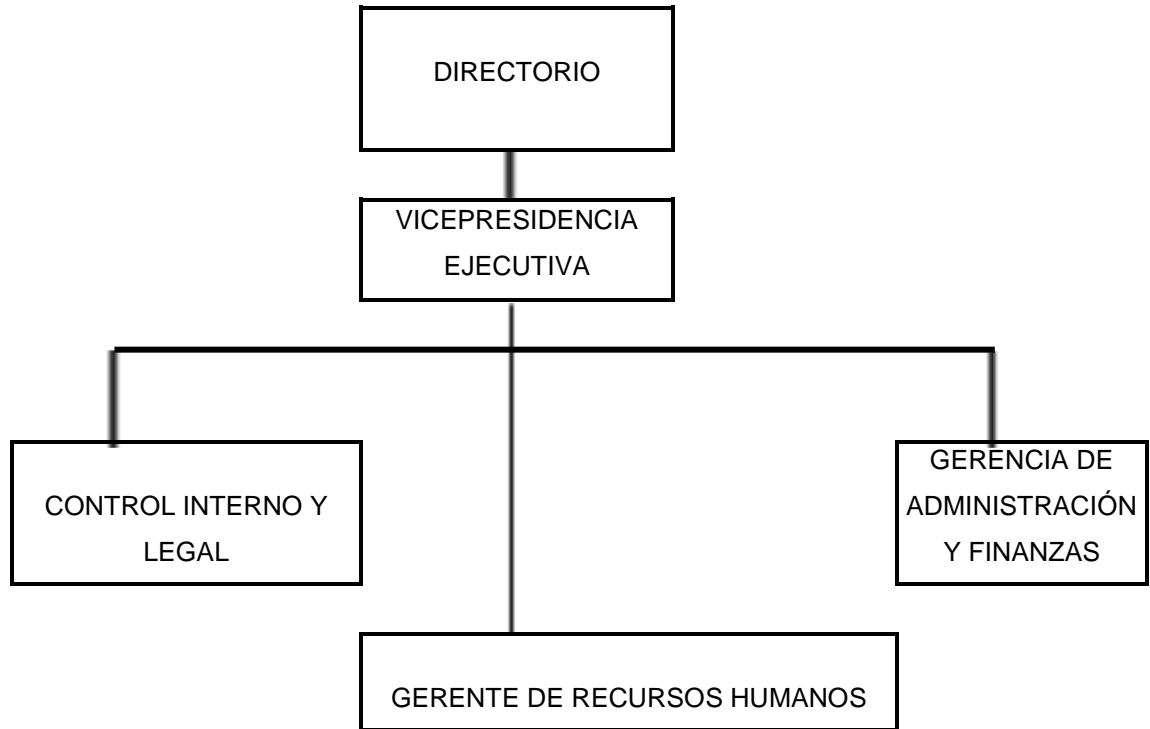 DIRECTORIO
VICEPRESIDENCIA
EJECUTIVA
CONTROL INTERNO Y
LEGAL
GERENCIA DE
ADMINISTRACIÓN
Y FINANZAS
GERENTE DE RECURSOS HUMANOS